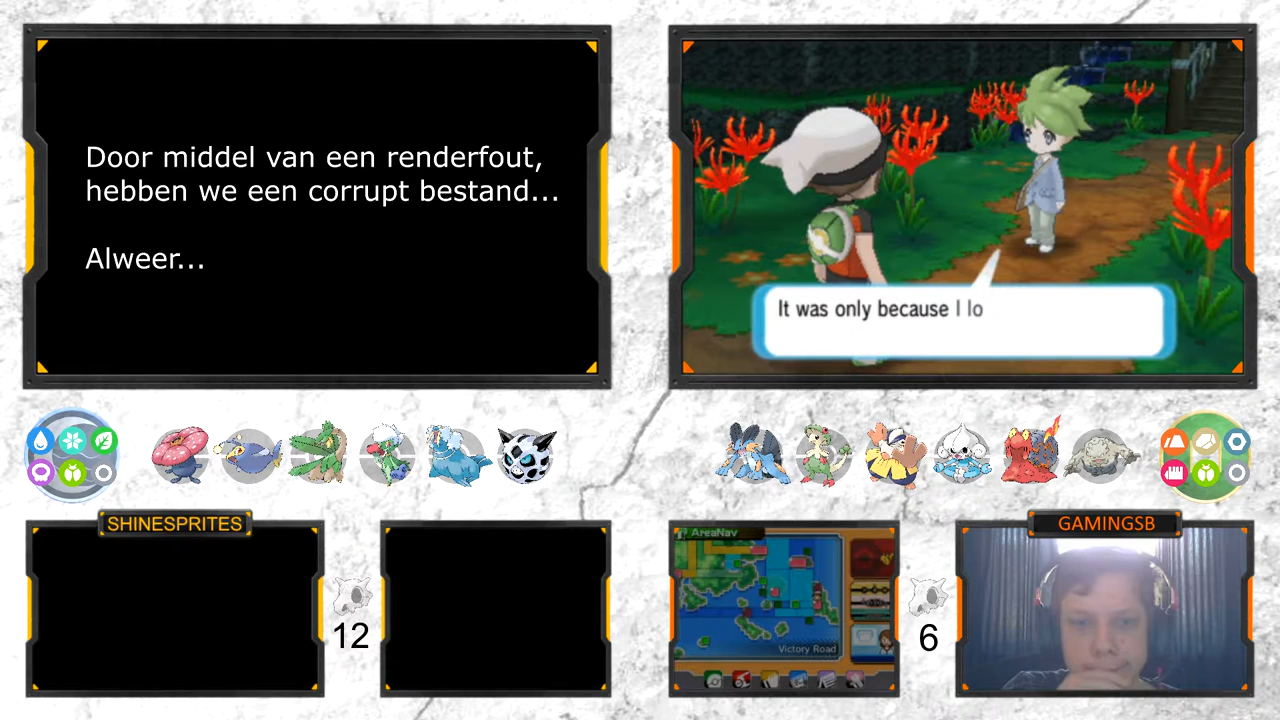 Door middel van een renderfout,
hebben we een corrupt bestand...
Alweer...
It was only because I lo
SHINESPRITES
12
AreaNav
Victory Road
6
GAMINGSB